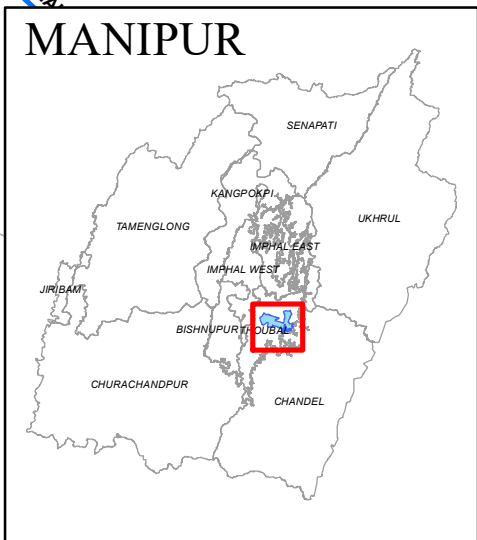 MANIPUR
SENAPATI
KANGPOKPI
UKHRUL
TAMENGLONG
IMPHAL EAST
IMPHAL WEST
JIRIBAM
BISHNUPUR THOUBAL
CHURACHANDPUR
CHANDEL